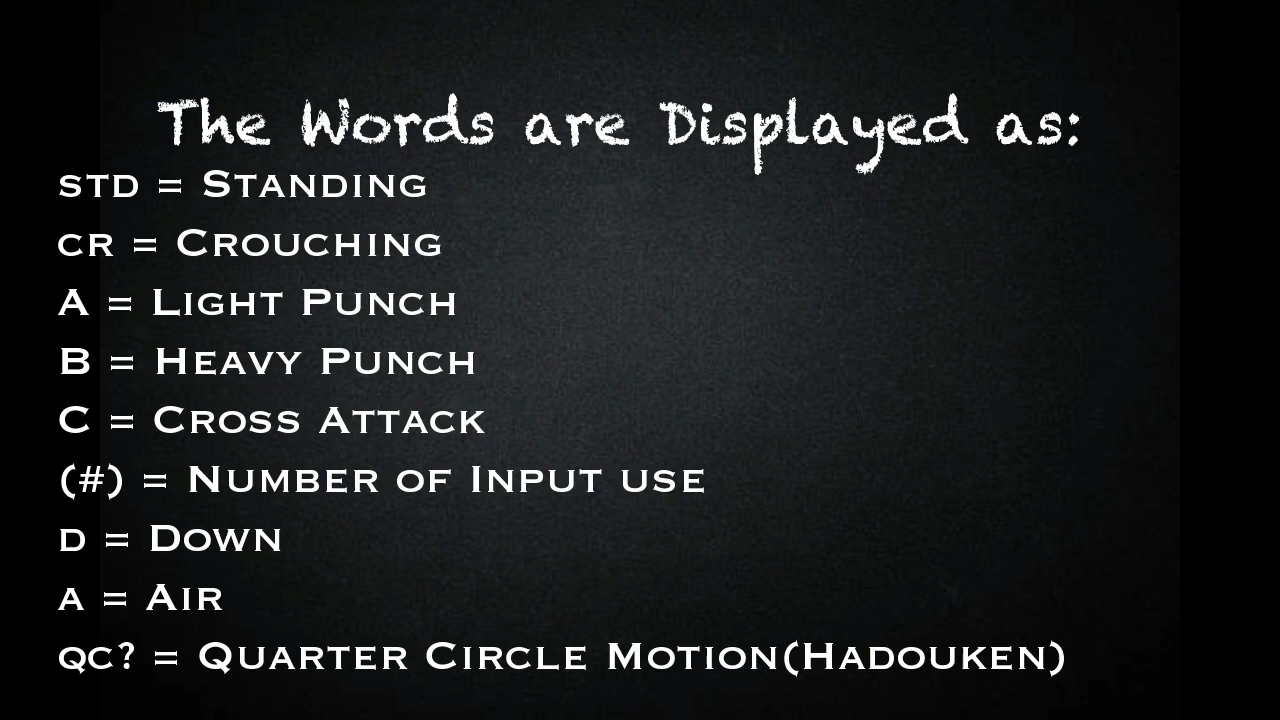 The Words are Displayed as:
std = Standing
cr = Crouching
A = Light Punch
B = Heavy Punch
C = Cross Attack
(#) = Number of Input use
d = Down
a = Air
qc? = Quarter Circle Motion(Hadouken)